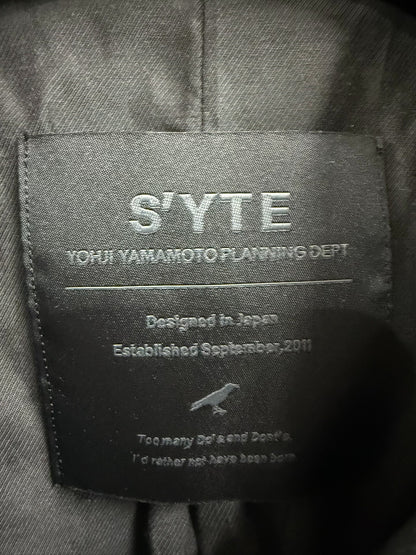 S'YTE
YOHJI YAMAMOTO PLANNING DEPT
Designed in Japan
Established September, 2011
Too many Do's and Dont's,
I'd rather not have been born